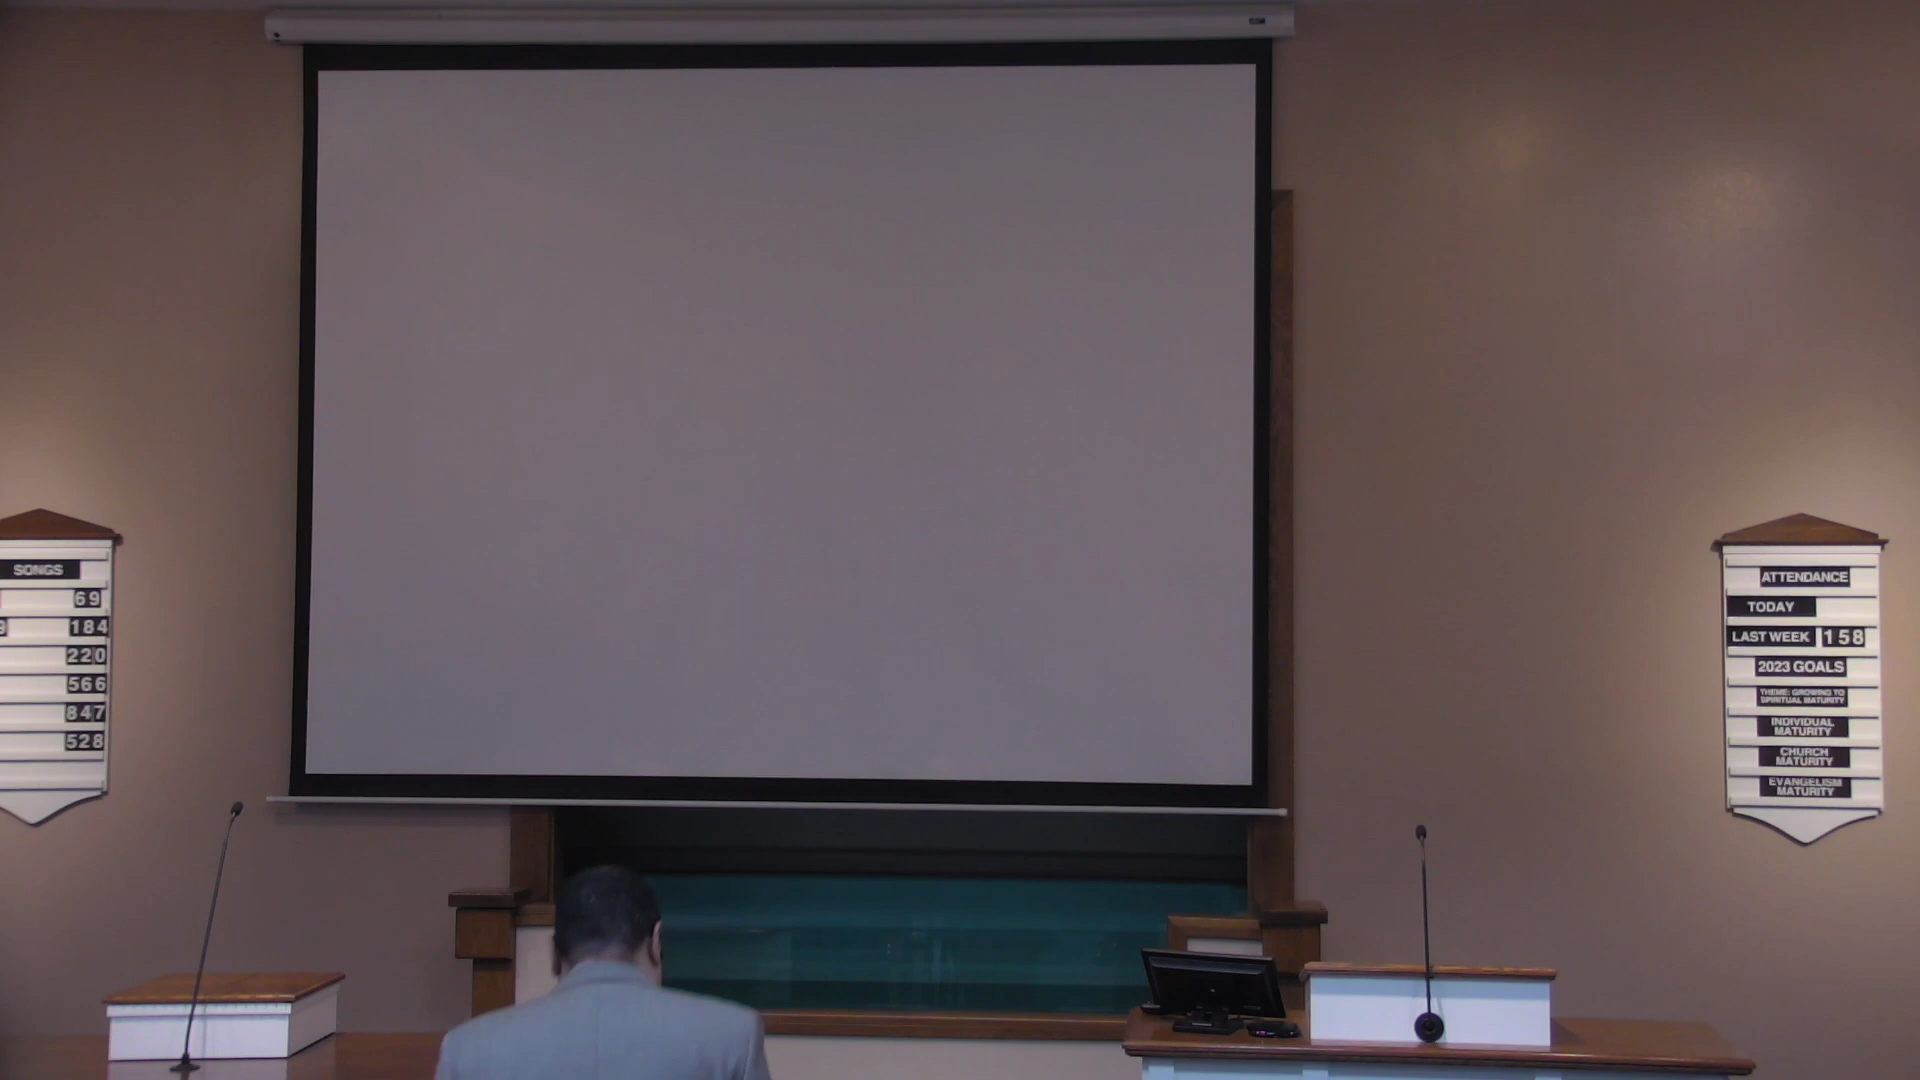 SONGS
69
184
220
566
847
528
ATTENDANCE
TODAY
LAST WEEK 158
2023 GOALS
THEME: GROWING TO
SPIRITUAL MATURITY
INDIVIDUAL
MATURITY
CHURCH
MATURITY
EVANGELISM
MATURITY